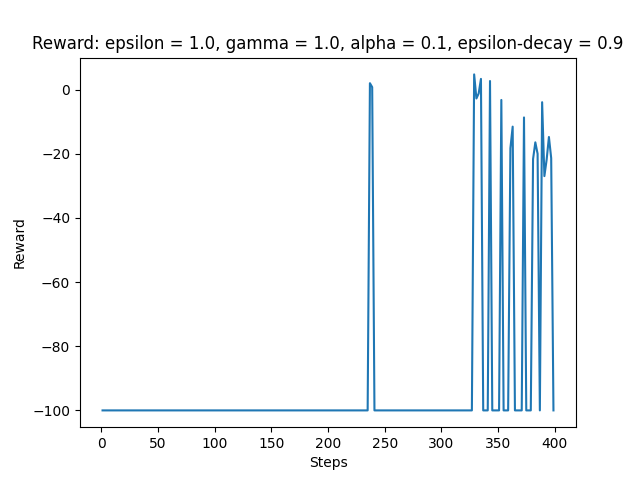 Reward: epsilon = 1.0, gamma = 1.0, alpha = 0.1, epsilon-decay = 0.9
0
−20
−40
−60
−80
−100
Reward
0 50 100 150 200 250 300 350 400
Steps